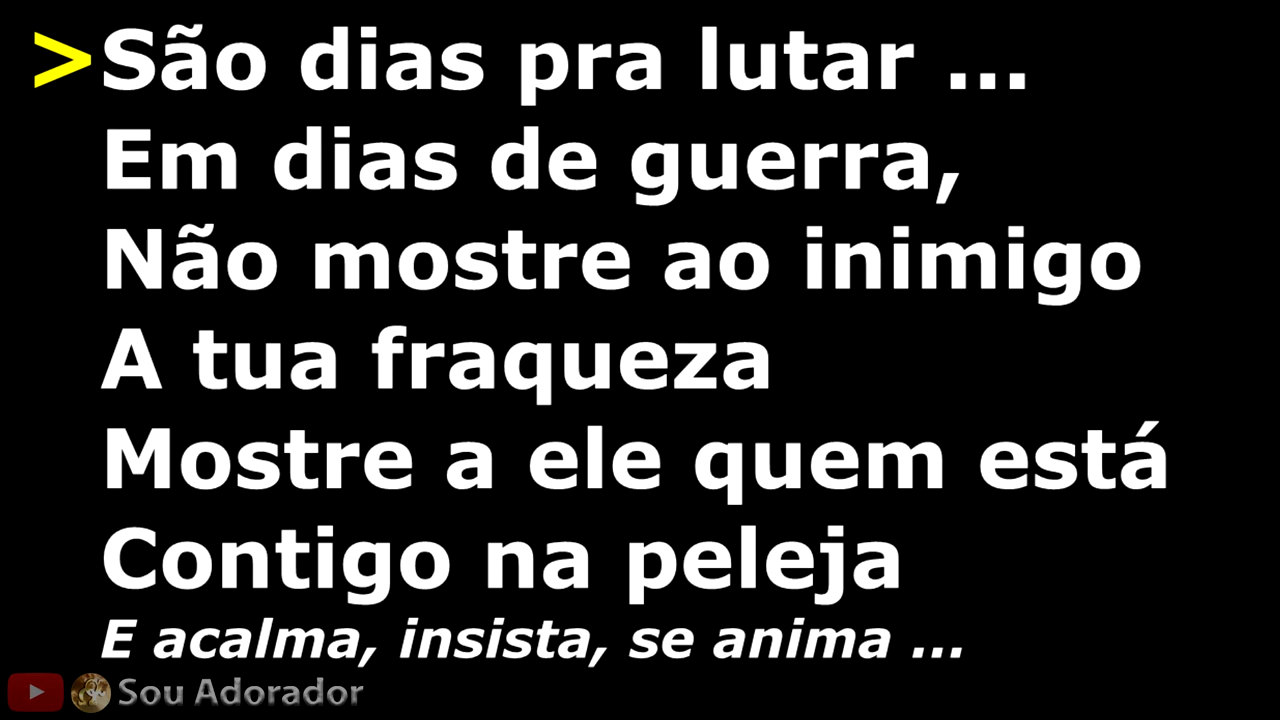 >São dias pra lutar ...
Em dias de guerra,
Não mostre ao inimigo
A tua fraqueza
Mostre a ele quem está
Contigo na peleja
E acalma, insista, se anima ...
Sou Adorador